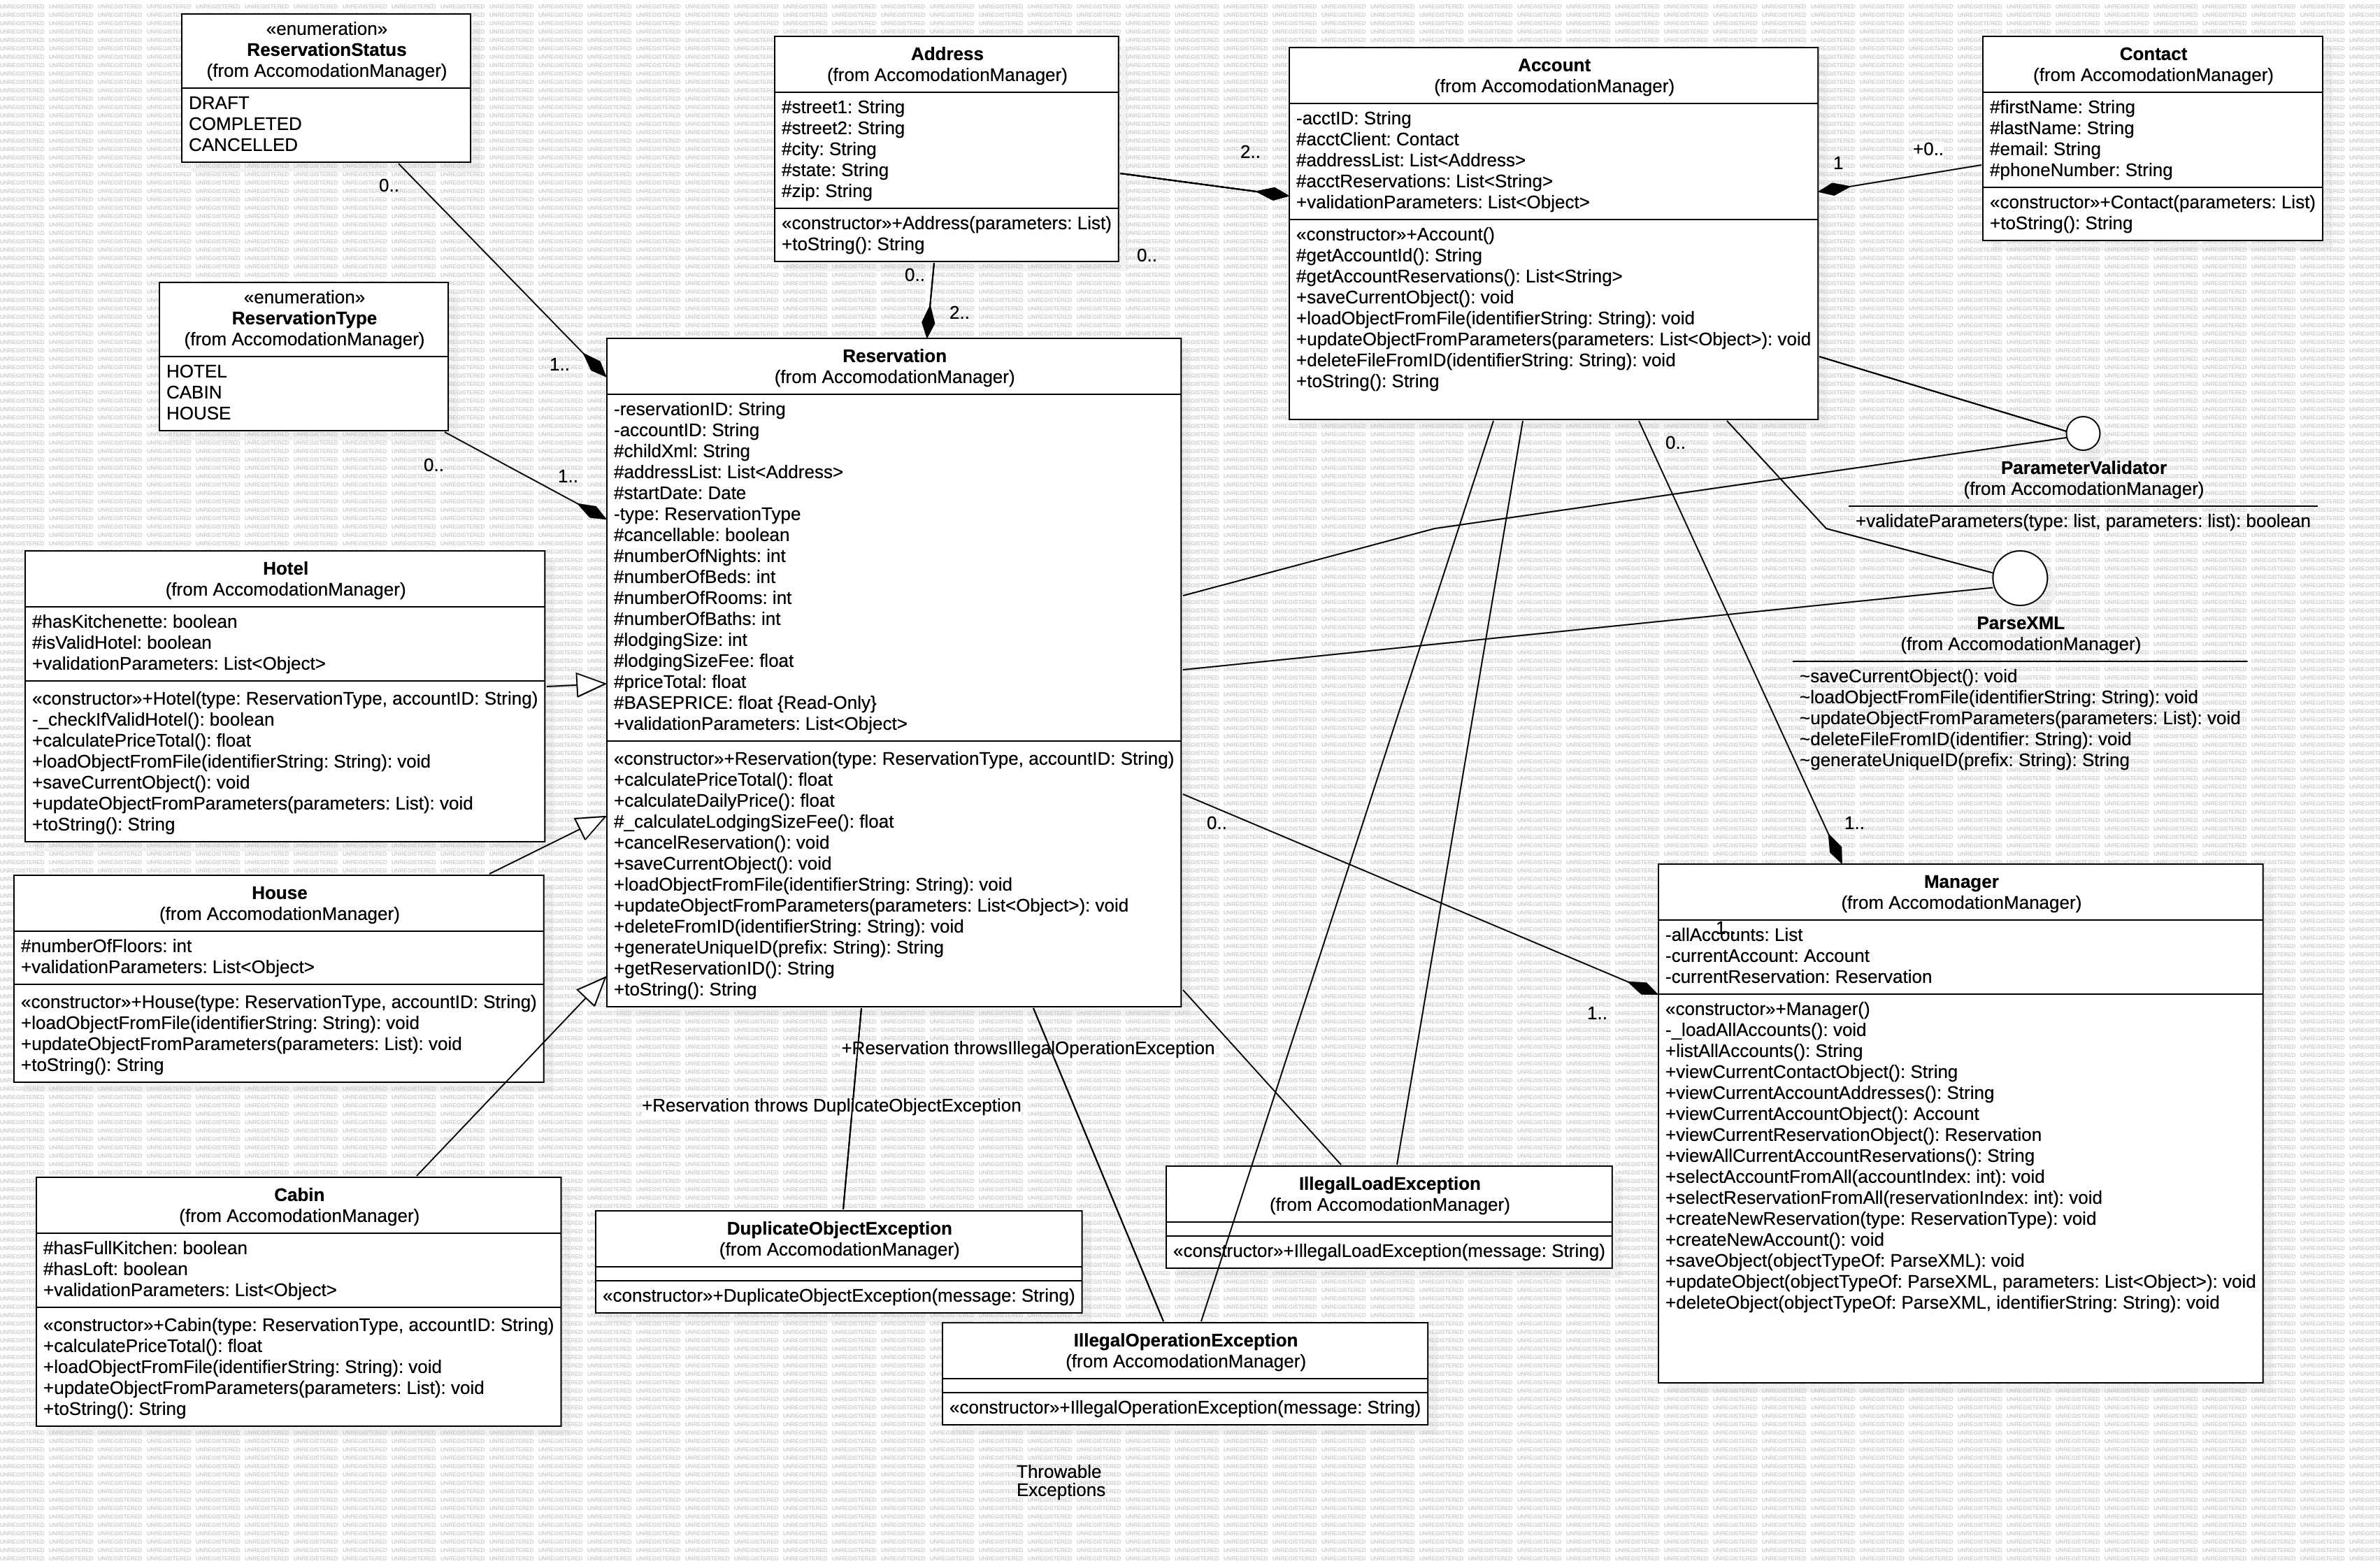 «enumeration»
ReservationStatus
(from AccomodationManager)
DRAFT
COMPLETED
CANCELLED
0..
1..
«enumeration»
ReservationType
(from AccomodationManager)
HOTEL
CABIN
HOUSE
0..
1..
Address
(from AccomodationManager)
#street1: String
#street2: String
#city: String
#state: String
#zip: String
«constructor»+Address(parameters: List)
+toString(): String
0..
2..
0..
2..
Account
(from AccomodationManager)
-acctID: String
#acctClient: Contact
#addressList: List<Address>
#acctReservations: List<String>
+validationParameters: List<Object>
«constructor»+Account()
#getAccountId(): String
#getAccountReservations(): List<String>
+saveCurrentObject(): void
+loadObjectFromFile(identifierString: String): void
+updateObjectFromParameters(parameters: List<Object>): void
+deleteFileFromID(identifierString: String): void
+toString(): String
1
+0..
Contact
(from AccomodationManager)
#firstName: String
#lastName: String
#email: String
#phoneNumber: String
«constructor»+Contact(parameters: List)
+toString(): String
0..
ParameterValidator
(from AccomodationManager)
+validateParameters(type: list, parameters: list): boolean
ParseXML
(from AccomodationManager)
~saveCurrentObject(): void
~loadObjectFromFile(identifierString: String): void
~updateObjectFromParameters(parameters: List): void
~deleteFileFromID(identifier: String): void
~generateUniqueID(prefix: String): String
1..
Reservation
(from AccomodationManager)
-reservationID: String
-accountID: String
#childXml: String
#addressList: List<Address>
#startDate: Date
-type: ReservationType
#cancellable: boolean
#numberOfNights: int
#numberOfBeds: int
#numberOfRooms: int
#numberOfBaths: int
#lodgingSize: int
#lodgingSizeFee: float
#priceTotal: float
#BASEPRICE: float {Read-Only}
+validationParameters: List<Object>
«constructor»+Reservation(type: ReservationType, accountID: String)
+calculatePriceTotal(): float
+calculateDailyPrice(): float
#_calculateLodgingSizeFee(): float
+cancelReservation(): void
+saveCurrentObject(): void
+loadObjectFromFile(identifierString: String): void
+updateObjectFromParameters(parameters: List<Object>): void
+deleteFromID(identifierString: String): void
+generateUniqueID(prefix: String): String
+getReservationID(): String
+toString(): String
0..
1..
Hotel
(from AccomodationManager)
#hasKitchenette: boolean
#isValidHotel: boolean
+validationParameters: List<Object>
«constructor»+Hotel(type: ReservationType, accountID: String)
-_checkIfValidHotel(): boolean
+calculatePriceTotal(): float
+loadObjectFromFile(identifierString: String): void
+saveCurrentObject(): void
+updateObjectFromParameters(parameters: List): void
+toString(): String
House
(from AccomodationManager)
#numberOfFloors: int
+validationParameters: List<Object>
«constructor»+House(type: ReservationType, accountID: String)
+loadObjectFromFile(identifierString: String): void
+updateObjectFromParameters(parameters: List): void
+toString(): String
Cabin
(from AccomodationManager)
#hasFullKitchen: boolean
#hasLoft: boolean
+validationParameters: List<Object>
«constructor»+Cabin(type: ReservationType, accountID: String)
+calculatePriceTotal(): float
+loadObjectFromFile(identifierString: String): void
+updateObjectFromParameters(parameters: List): void
+toString(): String
+Reservation throwsIllegalOperationException
+Reservation throws DuplicateObjectException
DuplicateObjectException
(from AccomodationManager)
«constructor»+DuplicateObjectException(message: String)
IllegalLoadException
(from AccomodationManager)
«constructor»+IllegalLoadException(message: String)
IllegalOperationException
(from AccomodationManager)
«constructor»+IllegalOperationException(message: String)
Throwable
Exceptions
Manager
(from AccomodationManager)
1..
-allAccounts: List
-currentAccount: Account
-currentReservation: Reservation
«constructor»+Manager()
-_loadAllAccounts(): void
+listAllAccounts(): String
+viewCurrentContactObject(): String
+viewCurrentAccountAddresses(): String
+viewCurrentAccountObject(): Account
+viewCurrentReservationObject(): Reservation
+viewAllCurrentAccountReservations(): String
+selectAccountFromAll(accountIndex: int): void
+selectReservationFromAll(reservationIndex: int): void
+createNewReservation(type: ReservationType): void
+createNewAccount(): void
+saveObject(objectTypeOf: ParseXML): void
+updateObject(objectTypeOf: ParseXML, parameters: List<Object>): void
+deleteObject(objectTypeOf: ParseXML, identifierString: String): void